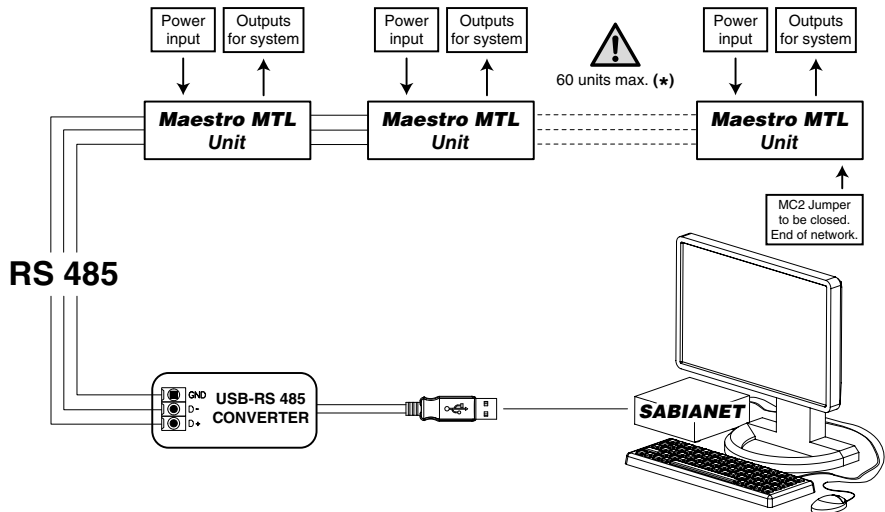 Power
input
Outputs
for system
Power
input
Outputs
for system
60 units max. (*)
Power
input
Outputs
for system
Maestro MTL
Unit
Maestro MTL
Unit
Maestro MTL
Unit
MC2 Jumper
to be closed.
End of network.
RS 485
GND
D-
D+
USB-RS 485
CONVERTER
SABIANET